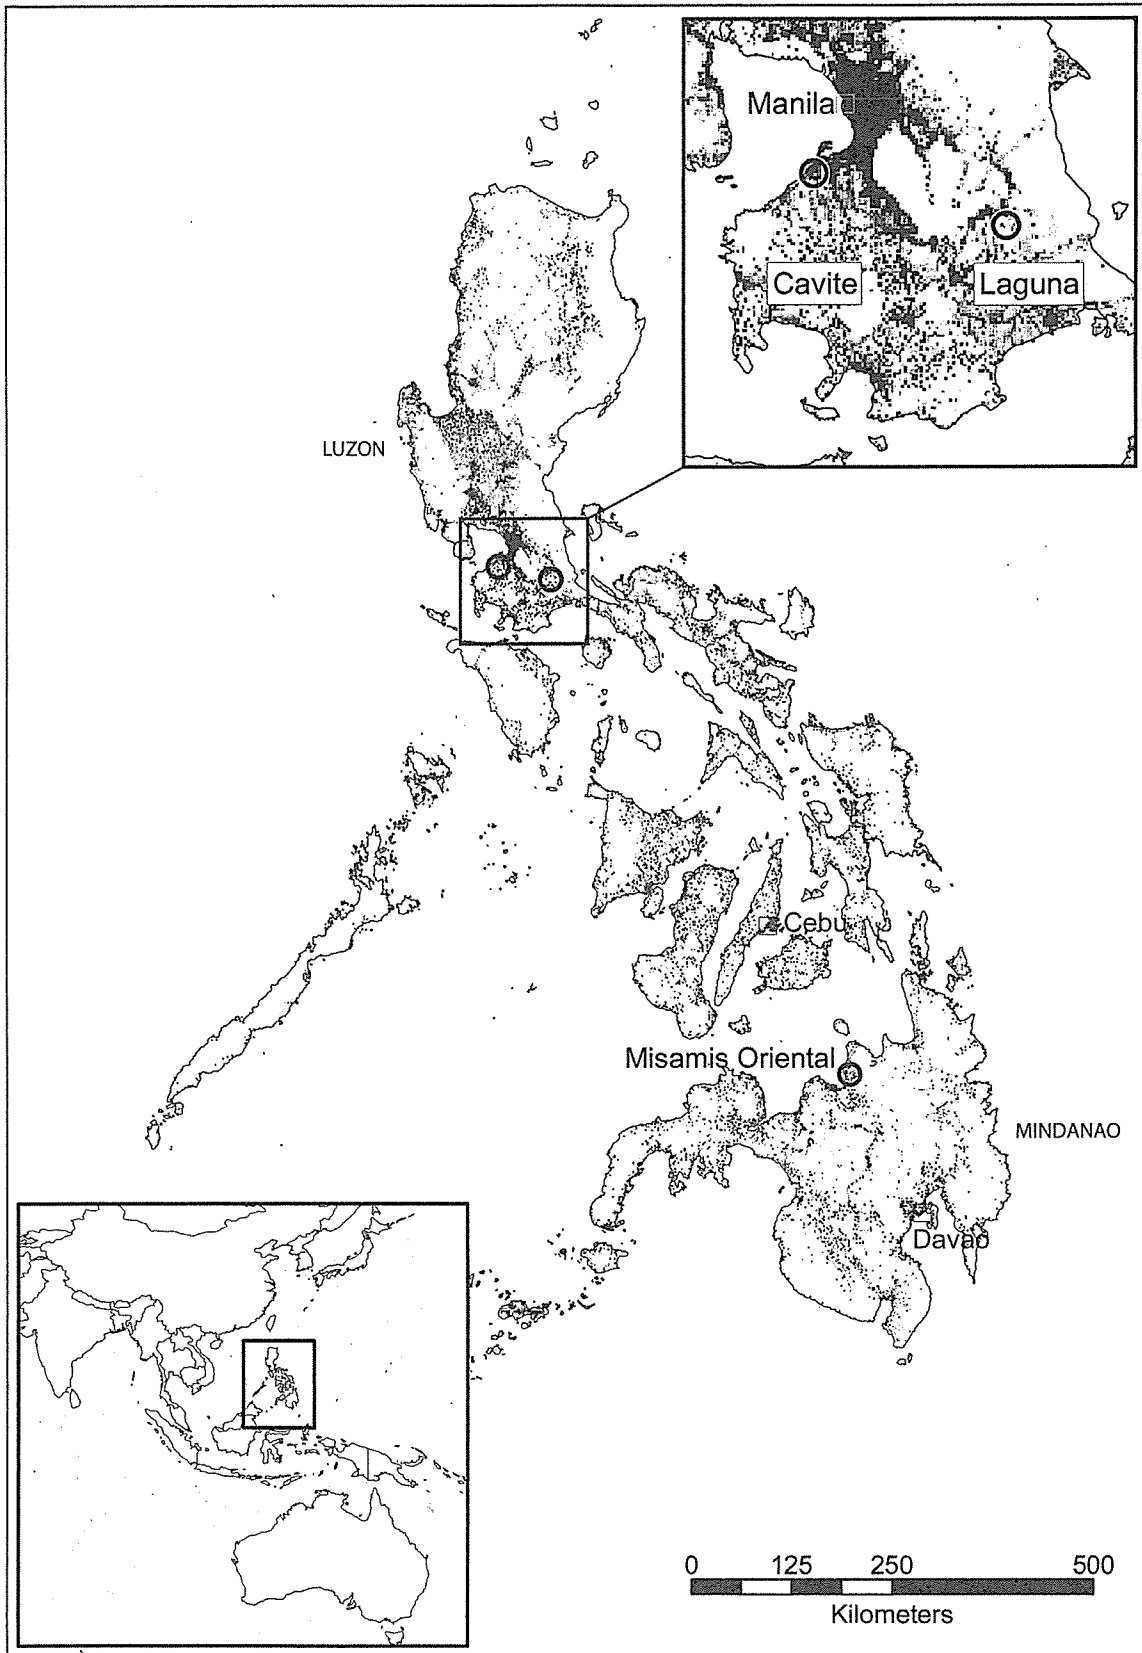 Manila
Cavite
Laguna
LUZON
Cebu
Misamis Oriental
MINDANAO
Davao
0 125 250 500
Kilometers